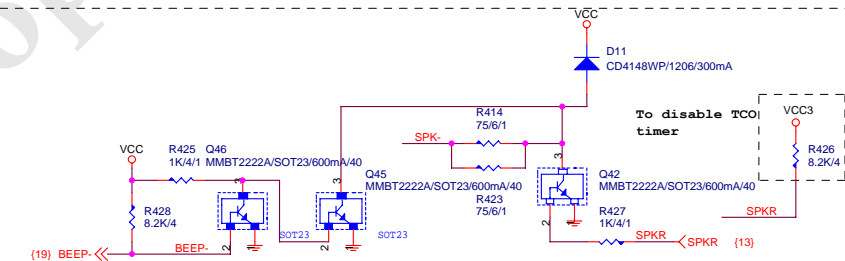 VCC
D11
CD4148WP/1206/300mA
R414
75/6/1
To disable TCO
timer
VCC3
SPK-
VCC
R425
1K/4/1
Q46
MMBT2222A/SOT23/600mA/40
R426
8.2K/4
Q45
MMBT2222A/SOT23/600mA/40
Q42
MMBT2222A/SOT23/600mA/40
R423
75/6/1
3
3
3
R428
8.2K/4
R427
1K/4/1
SPKR
2
1
SOT23
2
1
SOT23
2
1
SPKR
SPKR
{13}
{19}
BEEP-
BEEP-